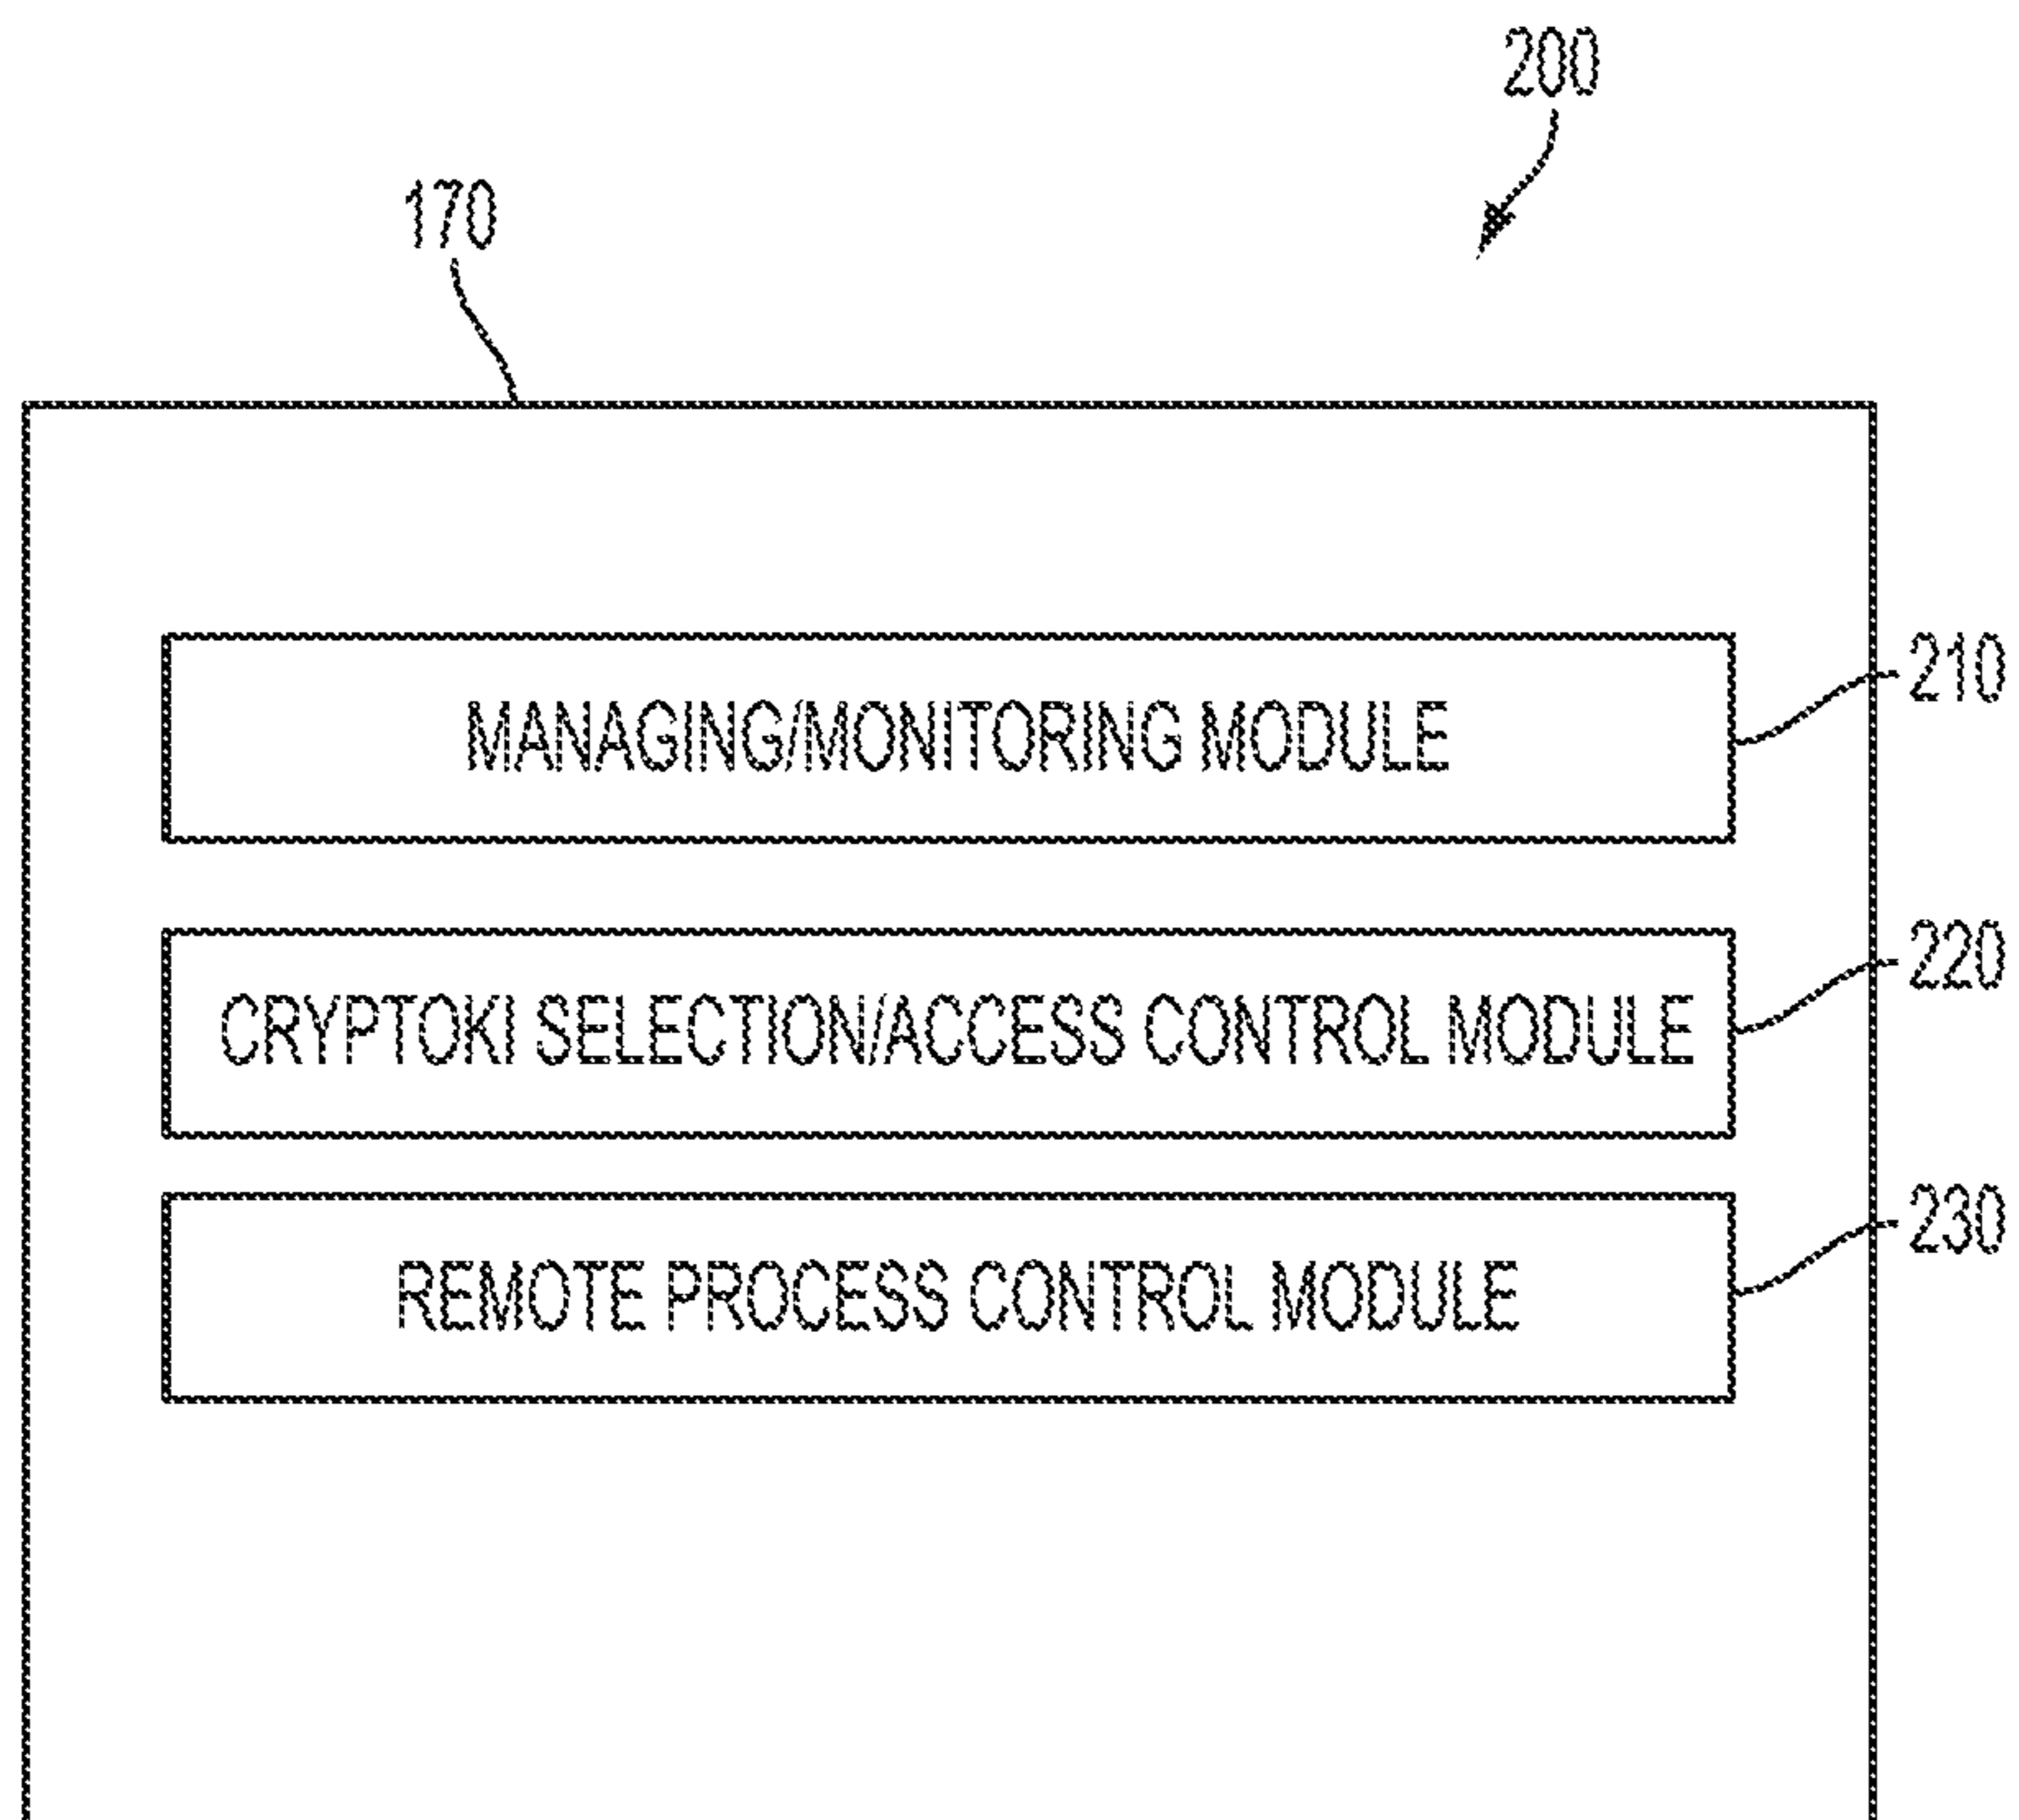 200
170
MANAGING/MONITORING MODULE
210
CRYPTOKI SELECTION/ACCESS CONTROL MODULE
220
REMOTE PROCESS CONTROL MODULE
230